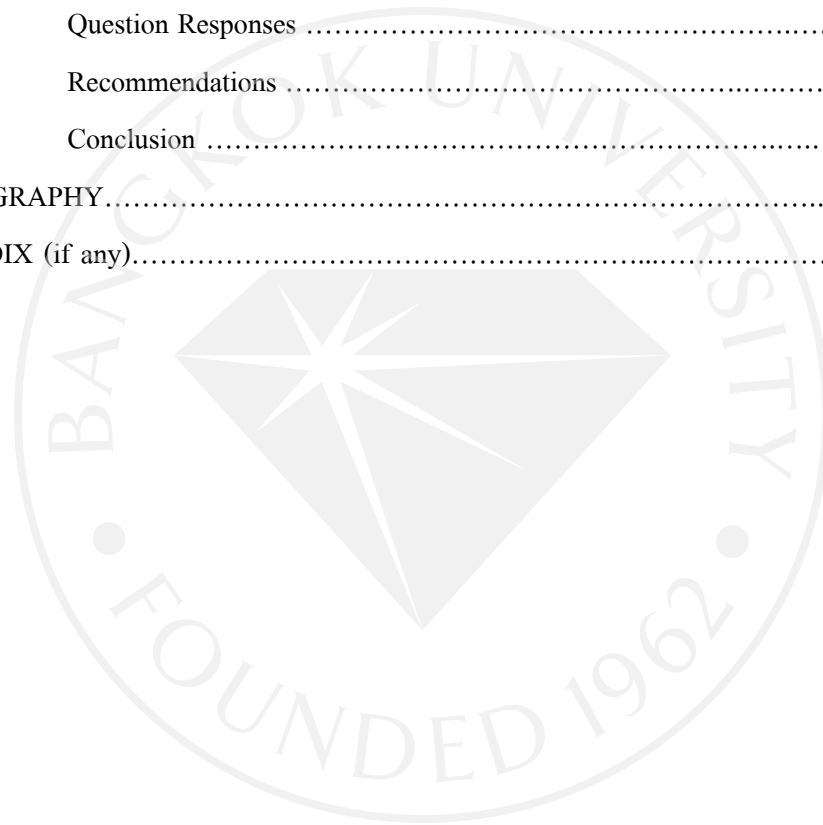 Question Responses ……………………………………………….…
Recommendations …………………………………………….….……
Conclusion ……………………………………………………….…..
GRAPHY…………………………………………………………………….
DIX (if any)………………………………………………...………………
BANGKOK UNIVERSITY
• FOUNDED 1962 •